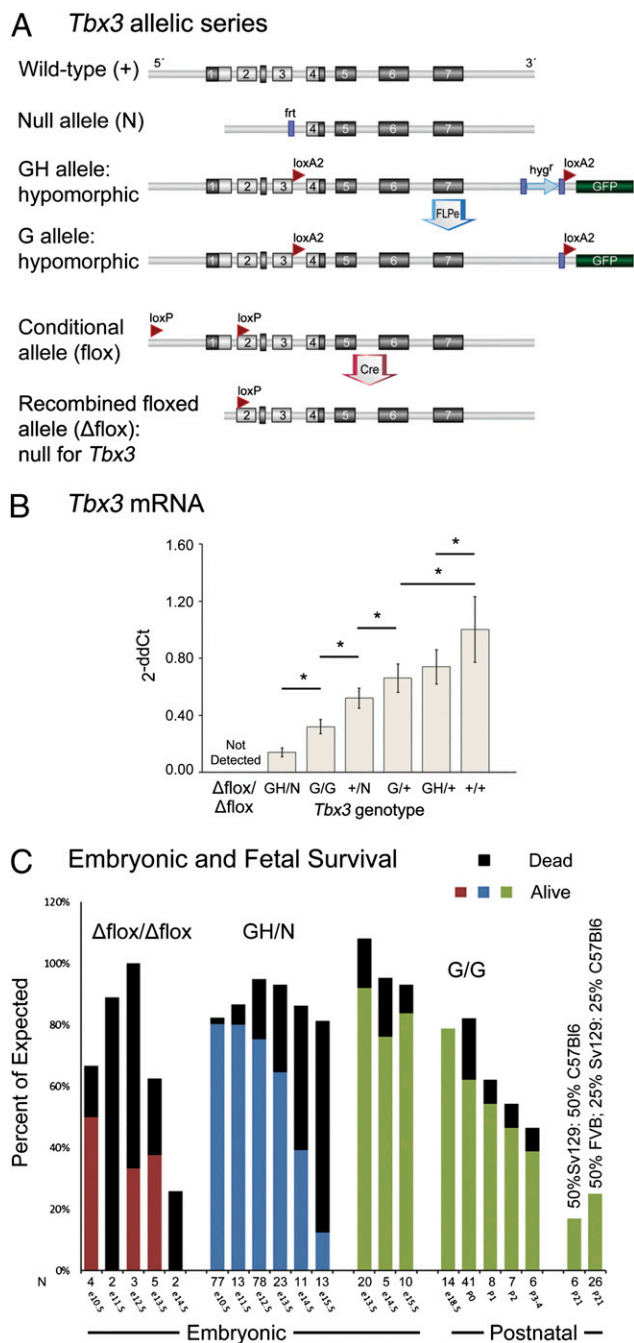 A Tbx3 allelic series
5´ 3´
Wild-type (+)
1 2 3 4 5 6 7
frt
Null allele (N)
4 5 6 7
GH allele:
hypomorphic
loxA2 hygʳ loxA2
1 2 3 4 5 6 7 GFP
FLPe
G allele:
hypomorphic
loxA2 loxA2
1 2 3 4 5 6 7 GFP
Conditional
allele (flox)
loxP loxP
1 2 3 4 5 6 7
Cre
Recombined floxed
allele (Δflox):
null for Tbx3
loxP
2 3 4 5 6 7
B Tbx3 mRNA
2-ddCt
1.60
1.20
0.80
0.40
0.00
* * * * *
Not
Detected
Δflox/
Δflox
GH/N G/G +/N G/+ GH/+ +/+
Tbx3 genotype
C Embryonic and Fetal Survival
Dead
Alive
Percent of Expected
120%
100%
80%
60%
40%
20%
0%
Δflox/Δflox GH/N G/G
50%Sv129: 50% C57Bl6
50% FVB; 25% Sv129: 25% C57Bl6
N 4 2 3 5 2 77 13 78 23 11 13 20 5 10 14 41 8 7 6 6 26
e10.5 e11.5 e12.5 e13.5 e14.5 e10.5 e11.5 e12.5 e13.5 e14.5 e15.5 e13.5 e14.5 e15.5 e18.5 P0 P1 P2 P3-4 P21 P21
Embryonic Postnatal